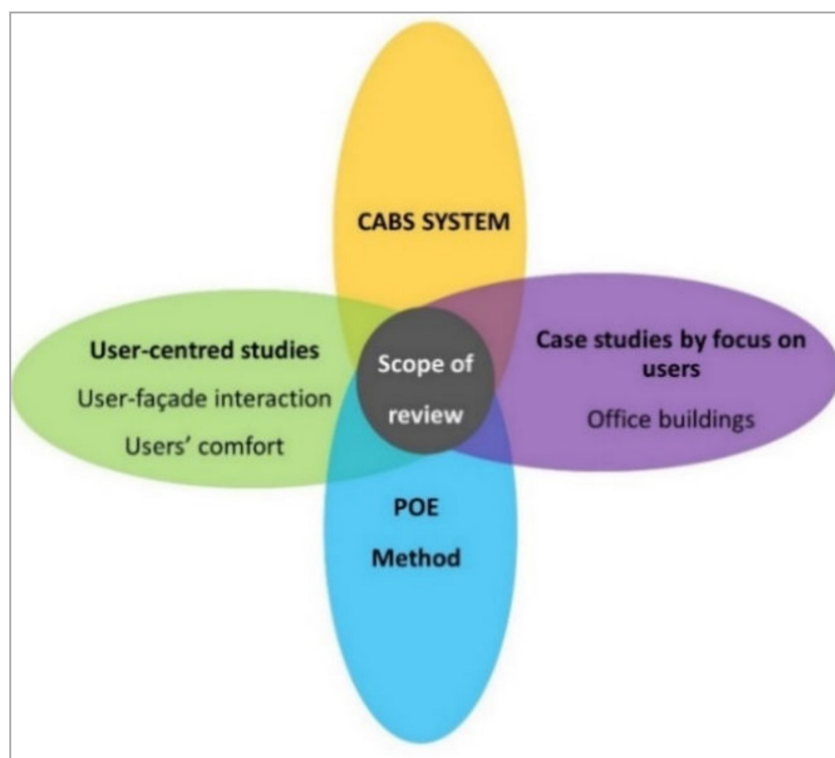 CABS SYSTEM
User-centred studies
User-façade interaction
Users' comfort
Scope of
review
Case studies by focus on
users
Office buildings
POE
Method